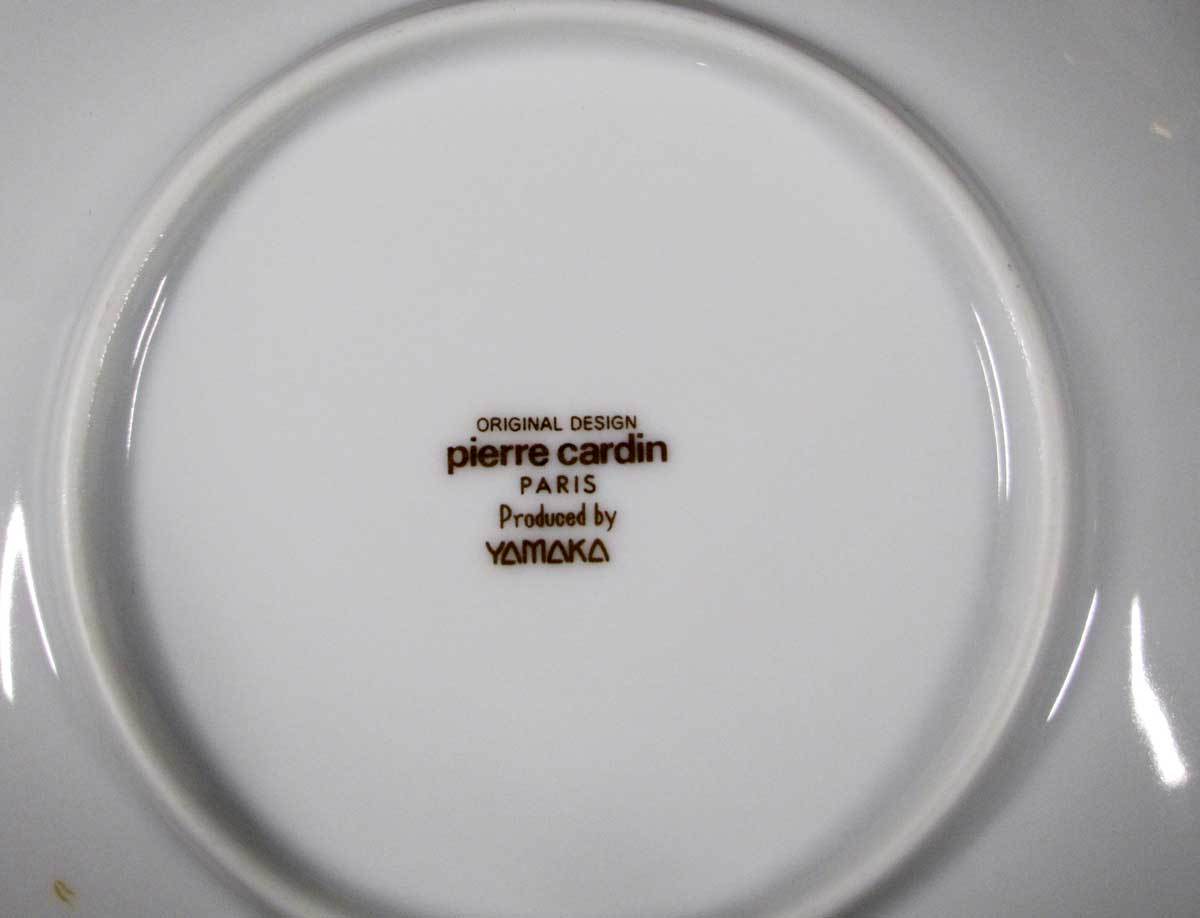 ORIGINAL DESIGN
pierre cardin
PARIS
Produced by
YAMAKA